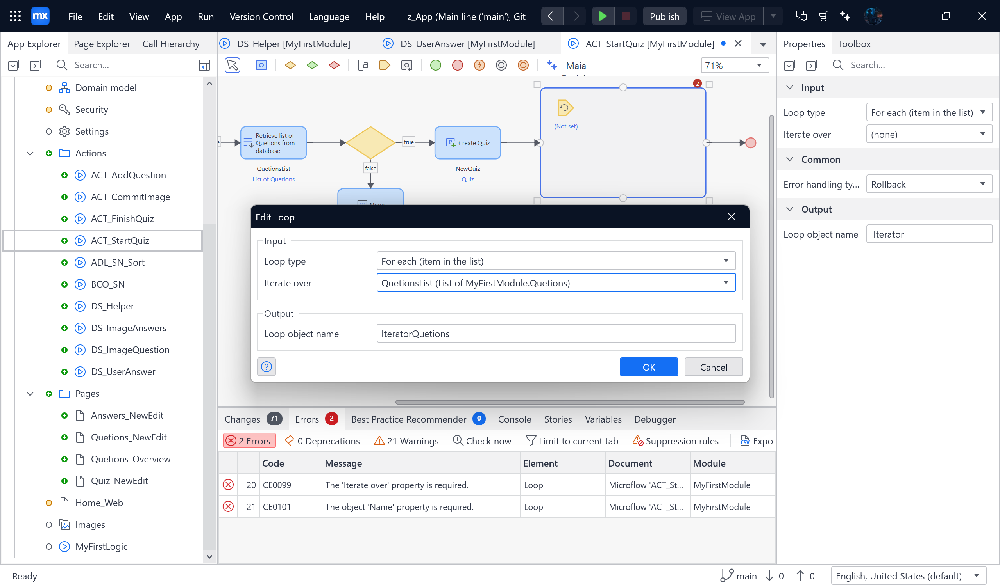 mx File Edit View App Run Version Control Language Help z_App (Main line ('main'), Git Publish View App
App Explorer Page Explorer Call Hierarchy
Search...
Domain model
Security
Settings
Actions
ACT_AddQuestion
ACT_CommitImage
ACT_FinishQuiz
ACT_StartQuiz
ADL_SN_Sort
BCO_SN
DS_Helper
DS_ImageAnswers
DS_ImageQuestion
DS_UserAnswer
Pages
Answers_NewEdit
Quetions_NewEdit
Quetions_Overview
Quiz_NewEdit
Home_Web
Images
MyFirstLogic
DS_Helper [MyFirstModule] DS_UserAnswer [MyFirstModule] ACT_StartQuiz [MyFirstModule]
Maia
71%
Retrieve list of
Quetions from
database
QuetionsList
List of Quetions
true
false
Create Quiz
NewQuiz
Quiz
2
(Not set)
None
Edit Loop
Input
Loop type For each (item in the list)
Iterate over QuetionsList (List of MyFirstModule.Quetions)
Output
Loop object name IteratorQuetions
? OK Cancel
Changes 71 Errors 2 Best Practice Recommender 0 Console Stories Variables Debugger
2 Errors 0 Deprecations 21 Warnings Check now Limit to current tab Suppression rules CSV Expor
Code Message Element Document Module
20 CE0099 The 'Iterate over' property is required. Loop Microflow 'ACT_St... MyFirstModule
21 CE0101 The object 'Name' property is required. Loop Microflow 'ACT_St... MyFirstModule
Properties Toolbox
Search...
Input
Loop type For each (item in the list)
Iterate over (none)
Common
Error handling ty... Rollback
Output
Loop object name Iterator
Ready main 0 0 English, United States (default)